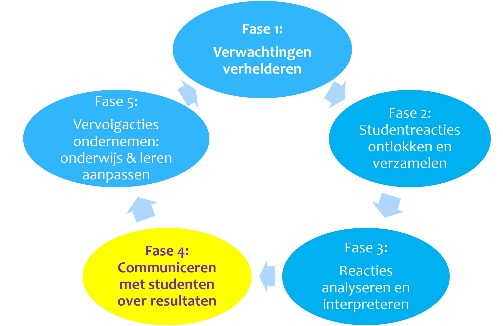 Fase 1:
Verwachtingen
verhelderen
Fase 2:
Studentreacties
ontlokken en
verzamelen
Fase 3:
Reacties
analyseren en
interpreteren
Fase 4:
Communiceren
met studenten
over resultaten
Fase 5:
Vervolgacties
ondernemen:
onderwijs & leren
aanpassen